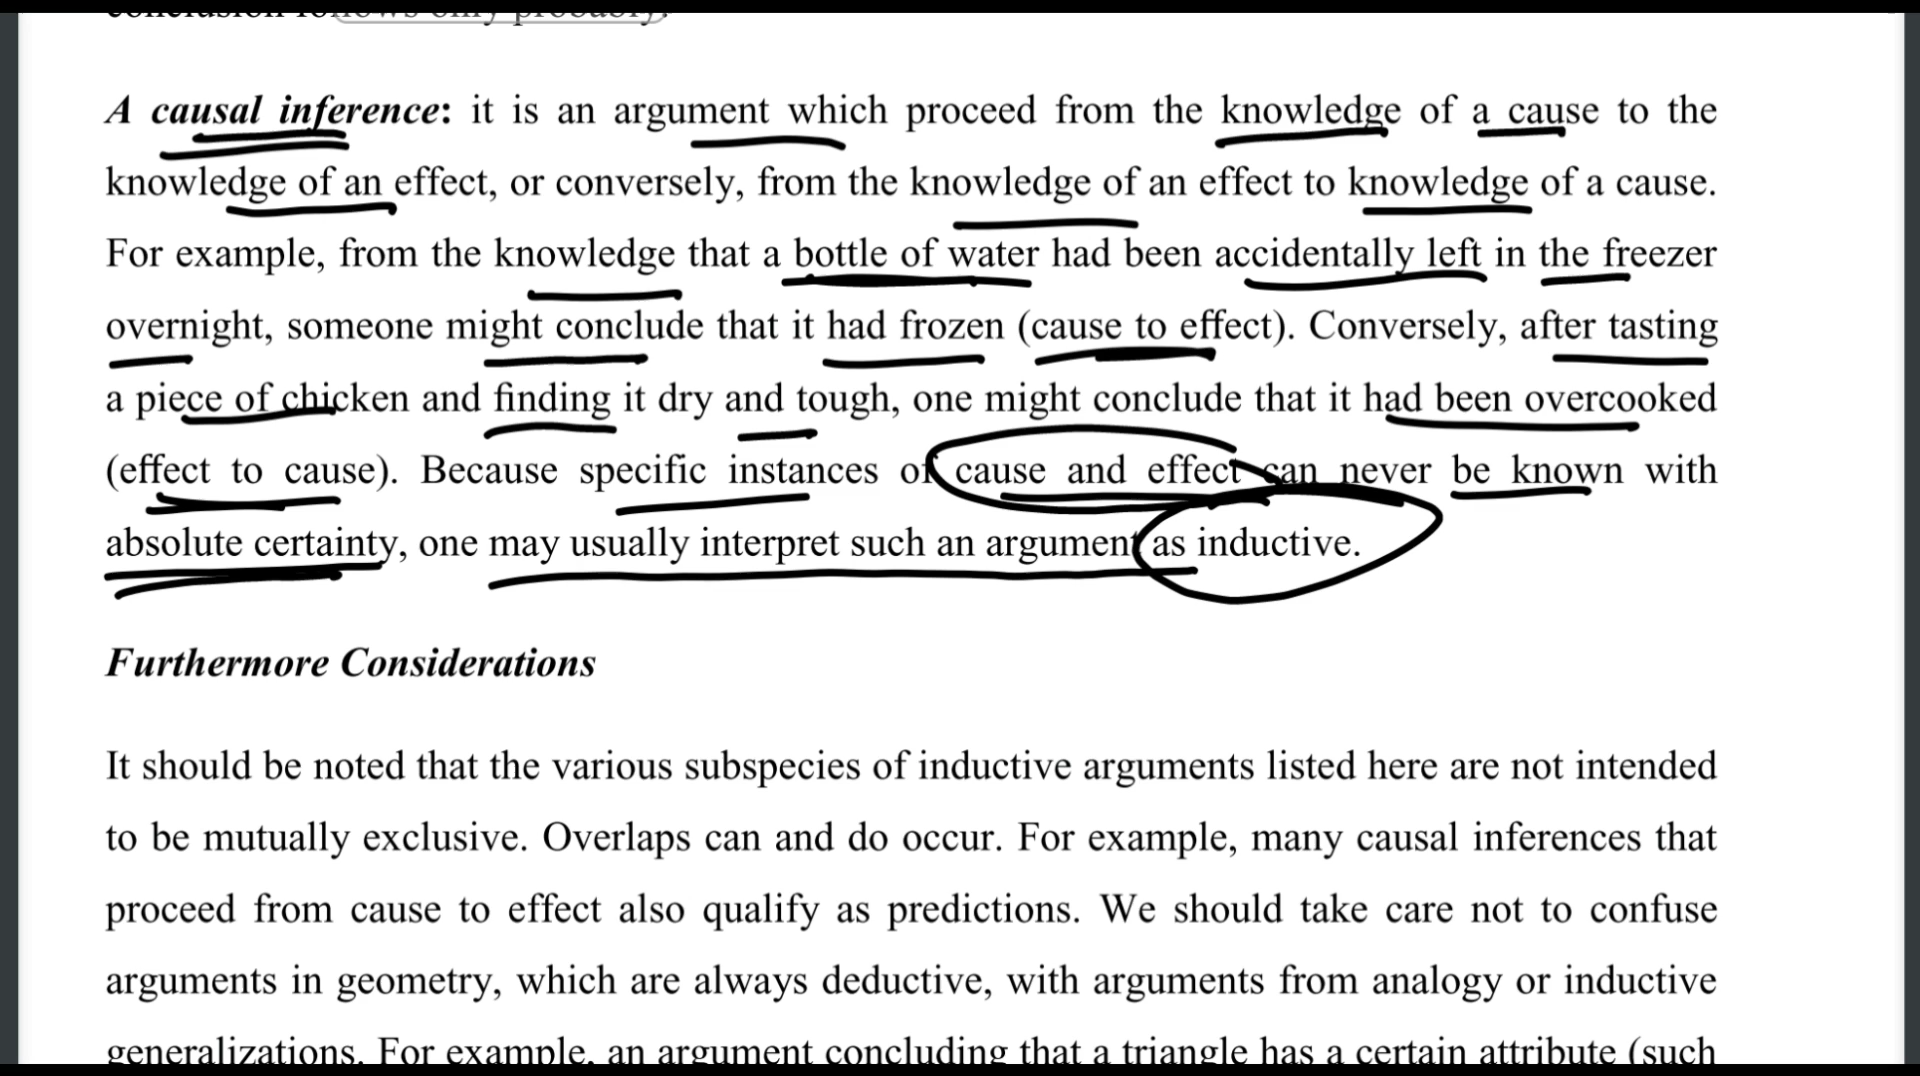 conclusion follows only probably.
A causal inference: it is an argument which proceed from the knowledge of a cause to the
knowledge of an effect, or conversely, from the knowledge of an effect to knowledge of a cause.
For example, from the knowledge that a bottle of water had been accidentally left in the freezer
overnight, someone might conclude that it had frozen (cause to effect). Conversely, after tasting
a piece of chicken and finding it dry and tough, one might conclude that it had been overcooked
(effect to cause). Because specific instances of cause and effect can never be known with
absolute certainty, one may usually interpret such an argument as inductive.
Furthermore Considerations
It should be noted that the various subspecies of inductive arguments listed here are not intended
to be mutually exclusive. Overlaps can and do occur. For example, many causal inferences that
proceed from cause to effect also qualify as predictions. We should take care not to confuse
arguments in geometry, which are always deductive, with arguments from analogy or inductive
generalizations. For example, an argument concluding that a triangle has a certain attribute (such